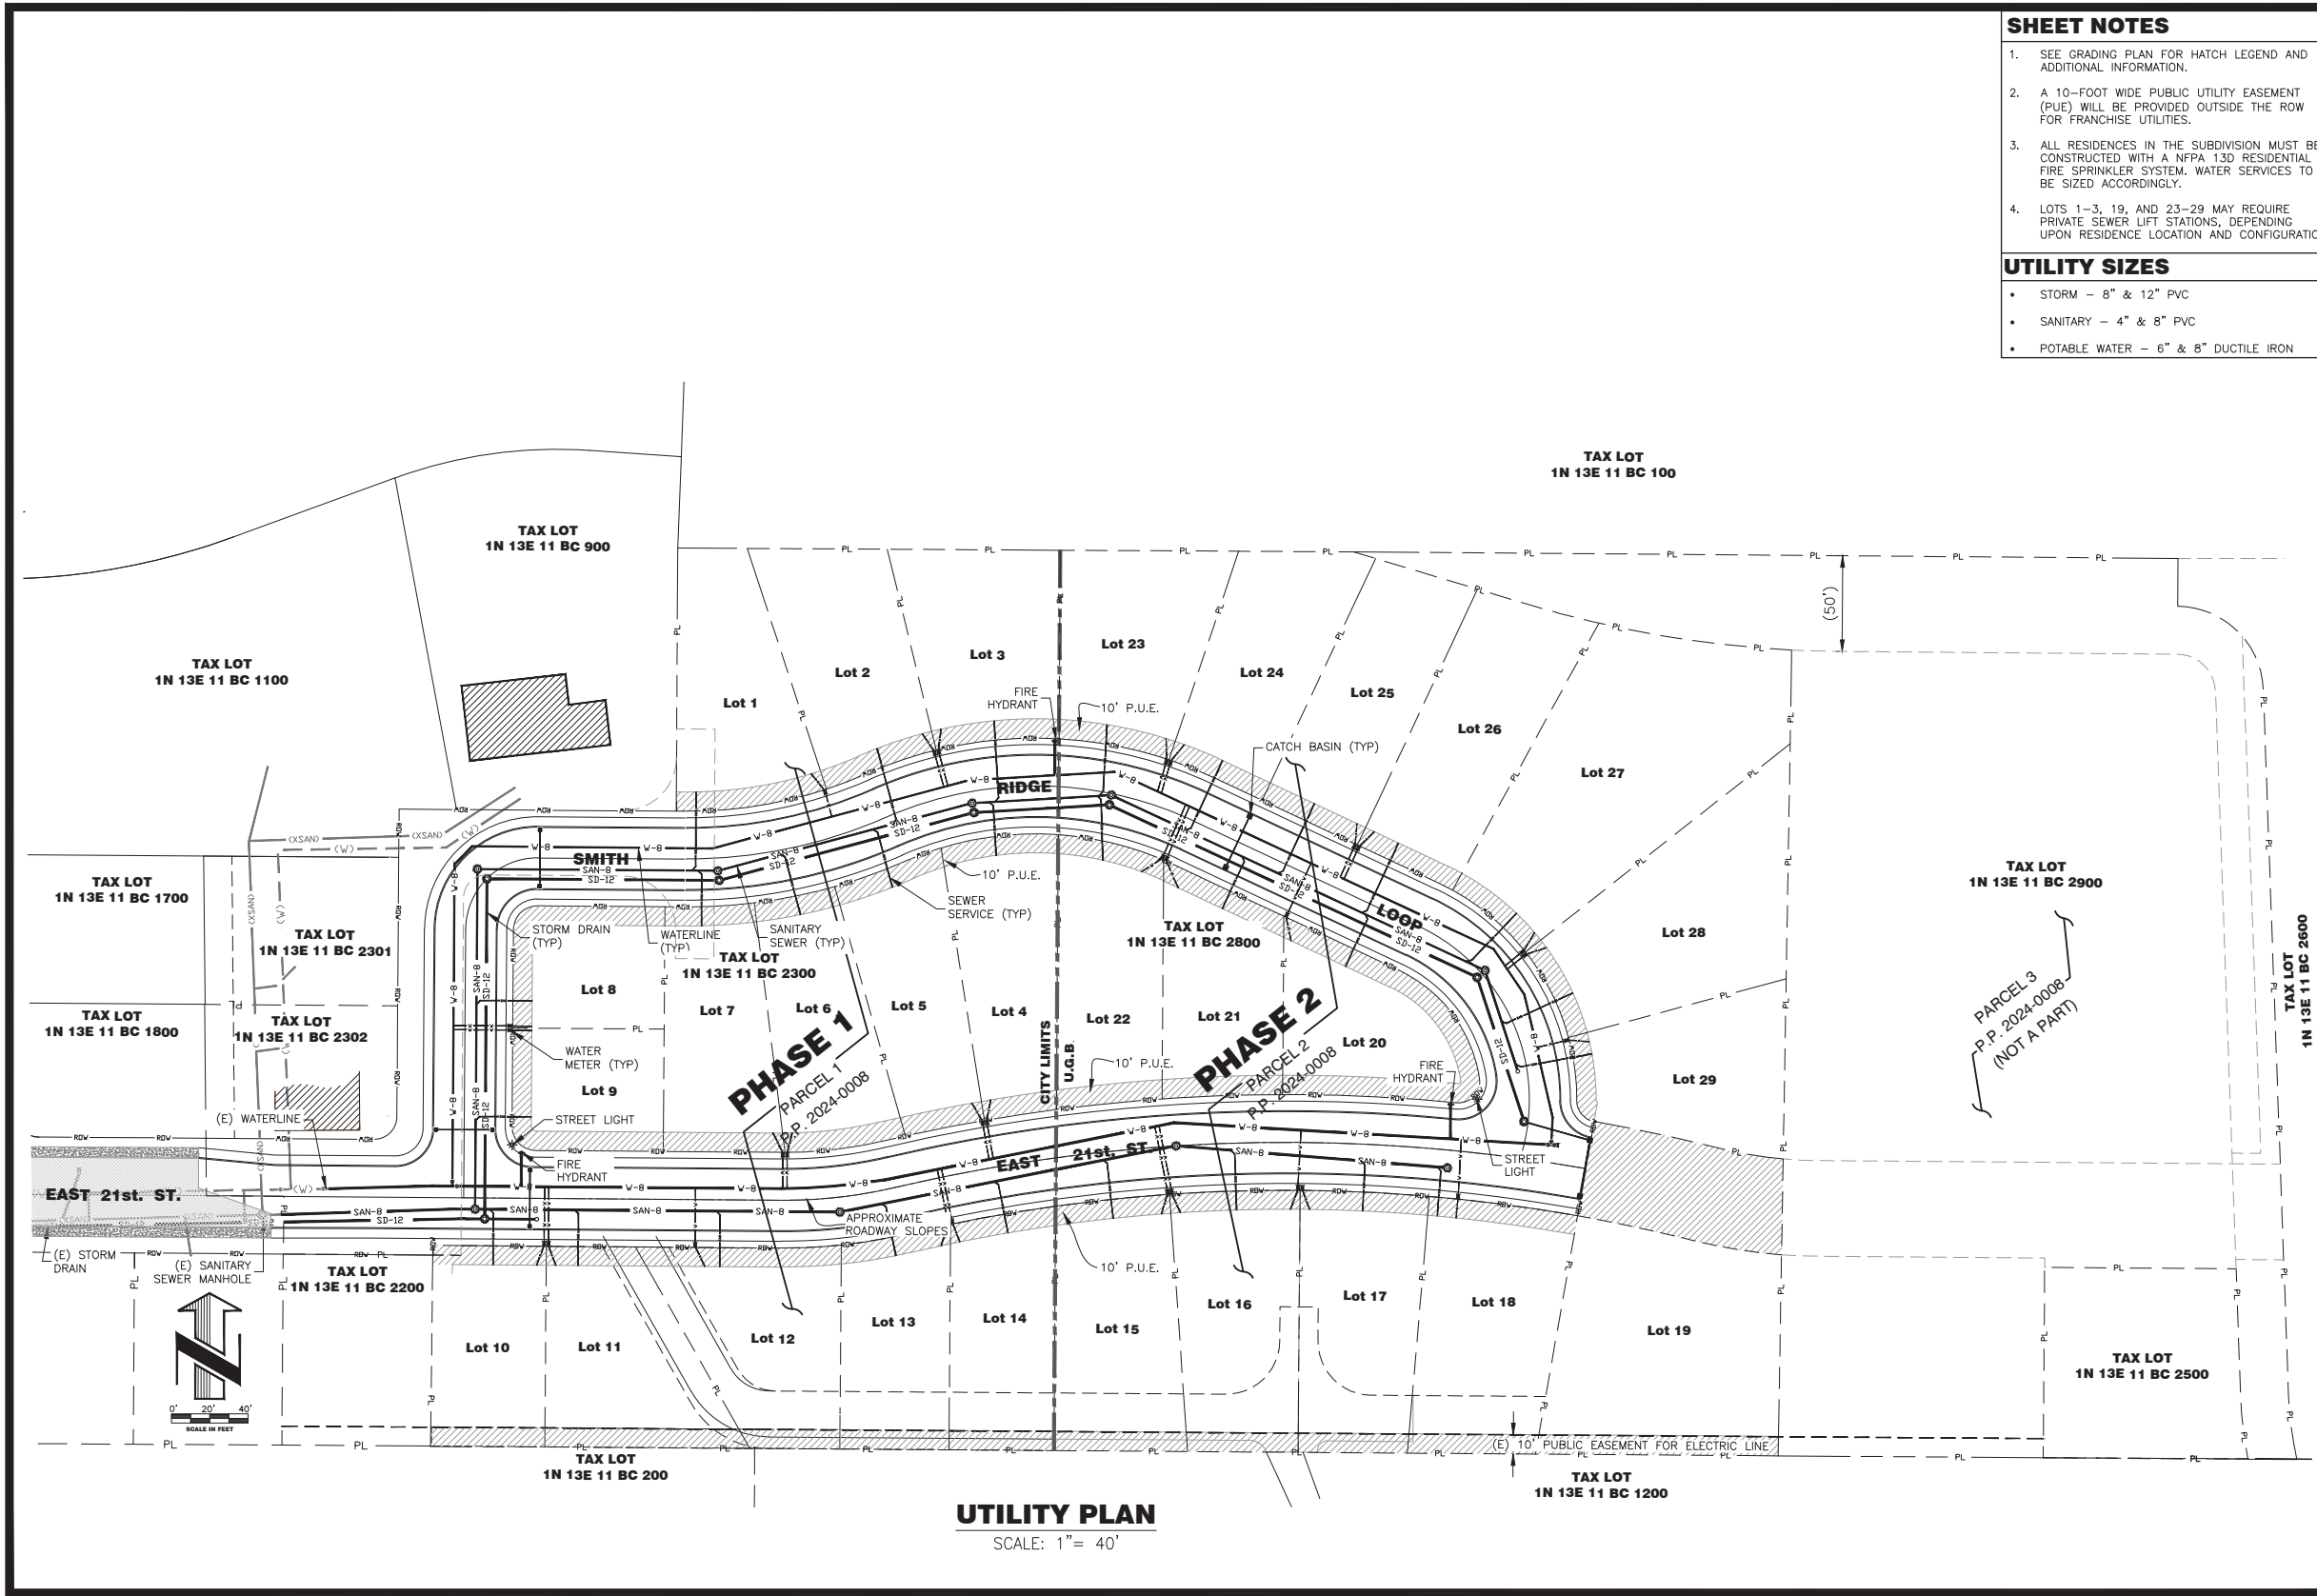 SHEET NOTES
1. SEE GRADING PLAN FOR HATCH LEGEND AND
ADDITIONAL INFORMATION.
2. A 10-FOOT WIDE PUBLIC UTILITY EASEMENT
(PUE) WILL BE PROVIDED OUTSIDE THE ROW
FOR FRANCHISE UTILITIES.
3. ALL RESIDENCES IN THE SUBDIVISION MUST BE
CONSTRUCTED WITH A NFPA 13D RESIDENTIAL
FIRE SPRINKLER SYSTEM. WATER SERVICES TO
BE SIZED ACCORDINGLY.
4. LOTS 1-3, 19, AND 23-29 MAY REQUIRE
PRIVATE SEWER LIFT STATIONS, DEPENDING
UPON RESIDENCE LOCATION AND CONFIGURATIO
UTILITY SIZES
• STORM - 8" & 12" PVC
• SANITARY - 4" & 8" PVC
• POTABLE WATER - 6" & 8" DUCTILE IRON
TAX LOT
1N 13E 11 BC 100
TAX LOT
1N 13E 11 BC 900
TAX LOT
1N 13E 11 BC 1100
(50')
Lot 1
Lot 2
Lot 3
Lot 23
Lot 24
Lot 25
Lot 26
Lot 27
Lot 28
Lot 29
FIRE
HYDRANT
10' P.U.E.
CATCH BASIN (TYP)
SMITH
RIDGE
LOOP
TAX LOT
1N 13E 11 BC 1700
TAX LOT
1N 13E 11 BC 2301
TAX LOT
1N 13E 11 BC 1800
TAX LOT
1N 13E 11 BC 2302
STORM DRAIN
(TYP)
WATERLINE
(TYP)
SANITARY
SEWER (TYP)
SEWER
SERVICE (TYP)
10' P.U.E.
TAX LOT
1N 13E 11 BC 2300
TAX LOT
1N 13E 11 BC 2800
TAX LOT
1N 13E 11 BC 2900
TAX LOT
1N 13E 11 BC 2600
Lot 8
Lot 7
Lot 6
Lot 5
Lot 4
Lot 22
Lot 21
Lot 20
Lot 9
WATER
METER (TYP)
STREET LIGHT
FIRE
HYDRANT
PHASE 1
PARCEL 1
P.P. 2024-0008
PHASE 2
PARCEL 2
P.P. 2024-0008
PARCEL 3
P.P. 2024-0008
(NOT A PART)
CITY LIMITS
U.G.B.
10' P.U.E.
FIRE
HYDRANT
STREET
LIGHT
(E) WATERLINE
EAST 21st. ST.
EAST 21st. ST.
APPROXIMATE
ROADWAY SLOPES
(E) STORM
DRAIN
(E) SANITARY
SEWER MANHOLE
TAX LOT
1N 13E 11 BC 2200
10' P.U.E.
Lot 10
Lot 11
Lot 12
Lot 13
Lot 14
Lot 15
Lot 16
Lot 17
Lot 18
Lot 19
TAX LOT
1N 13E 11 BC 2500
0' 20' 40'
SCALE IN FEET
(E) 10' PUBLIC EASEMENT FOR ELECTRIC LINE
TAX LOT
1N 13E 11 BC 200
TAX LOT
1N 13E 11 BC 1200
UTILITY PLAN
SCALE: 1"= 40'